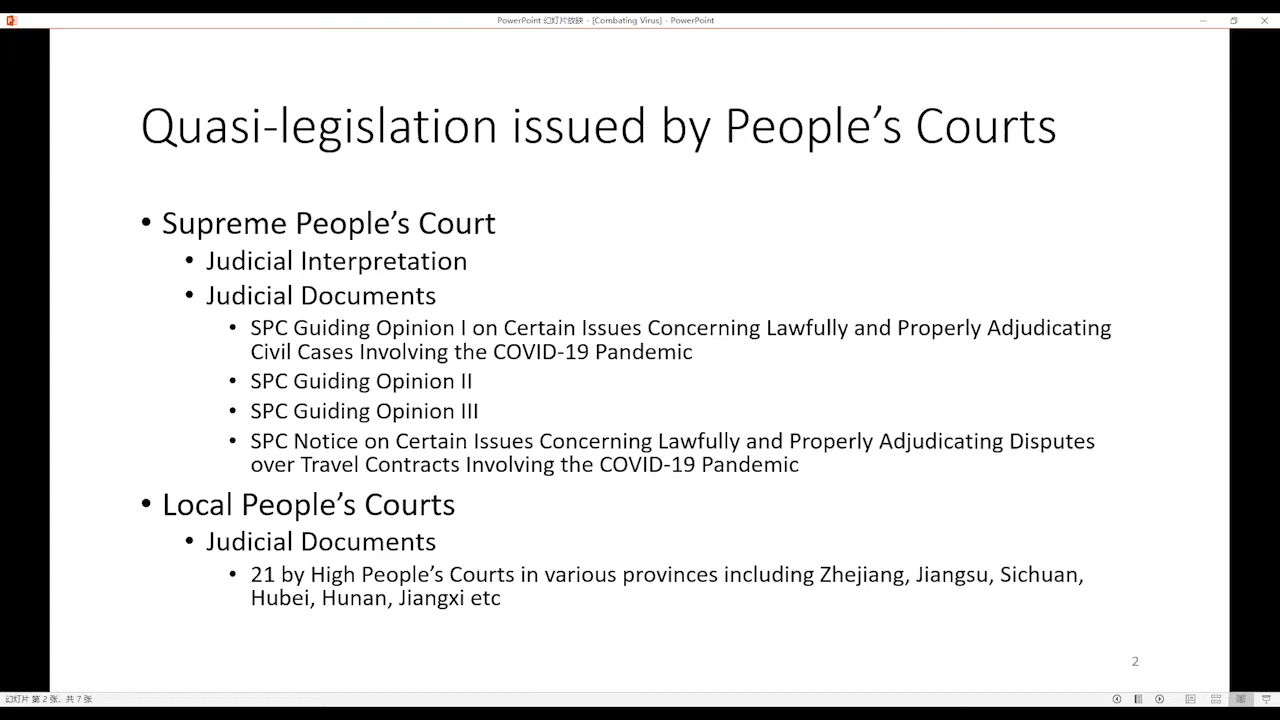 PowerPoint 幻灯片放映 - [Combating Virus] - PowerPoint
Quasi-legislation issued by People’s Courts
• Supreme People’s Court
• Judicial Interpretation
• Judicial Documents
• SPC Guiding Opinion I on Certain Issues Concerning Lawfully and Properly Adjudicating
Civil Cases Involving the COVID-19 Pandemic
• SPC Guiding Opinion II
• SPC Guiding Opinion III
• SPC Notice on Certain Issues Concerning Lawfully and Properly Adjudicating Disputes
over Travel Contracts Involving the COVID-19 Pandemic
• Local People’s Courts
• Judicial Documents
• 21 by High People’s Courts in various provinces including Zhejiang, Jiangsu, Sichuan,
Hubei, Hunan, Jiangxi etc
2
幻灯片 第 2 张，共 7 张